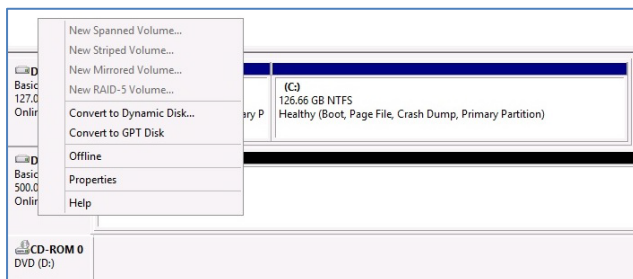 New Spanned Volume...
New Striped Volume...
New Mirrored Volume...
New RAID-5 Volume...
Convert to Dynamic Disk...
Convert to GPT Disk
Offline
Properties
Help
D
Basic
127.0
Onlin
ary P
(C:)
126.66 GB NTFS
Healthy (Boot, Page File, Crash Dump, Primary Partition)
D
Basic
500.0
Onlin
CD-ROM 0
DVD (D:)